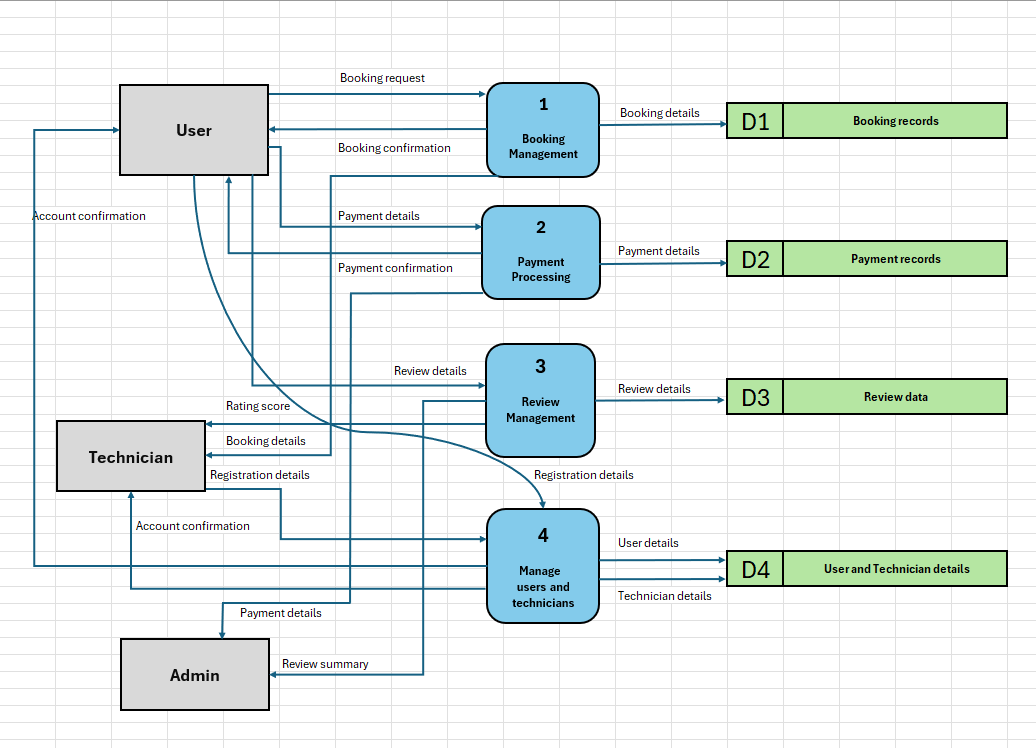 Booking request
1
Booking
Management
User
Booking details
D1
Booking records
Booking confirmation
Account confirmation
Payment details
2
Payment
Processing
Payment details
D2
Payment records
Payment confirmation
3
Review
Management
Review details
Review details
D3
Review data
Rating score
Booking details
Technician
Registration details
Registration details
Account confirmation
4
Manage
users and
technicians
User details
D4
User and Technician details
Technician details
Payment details
Review summary
Admin